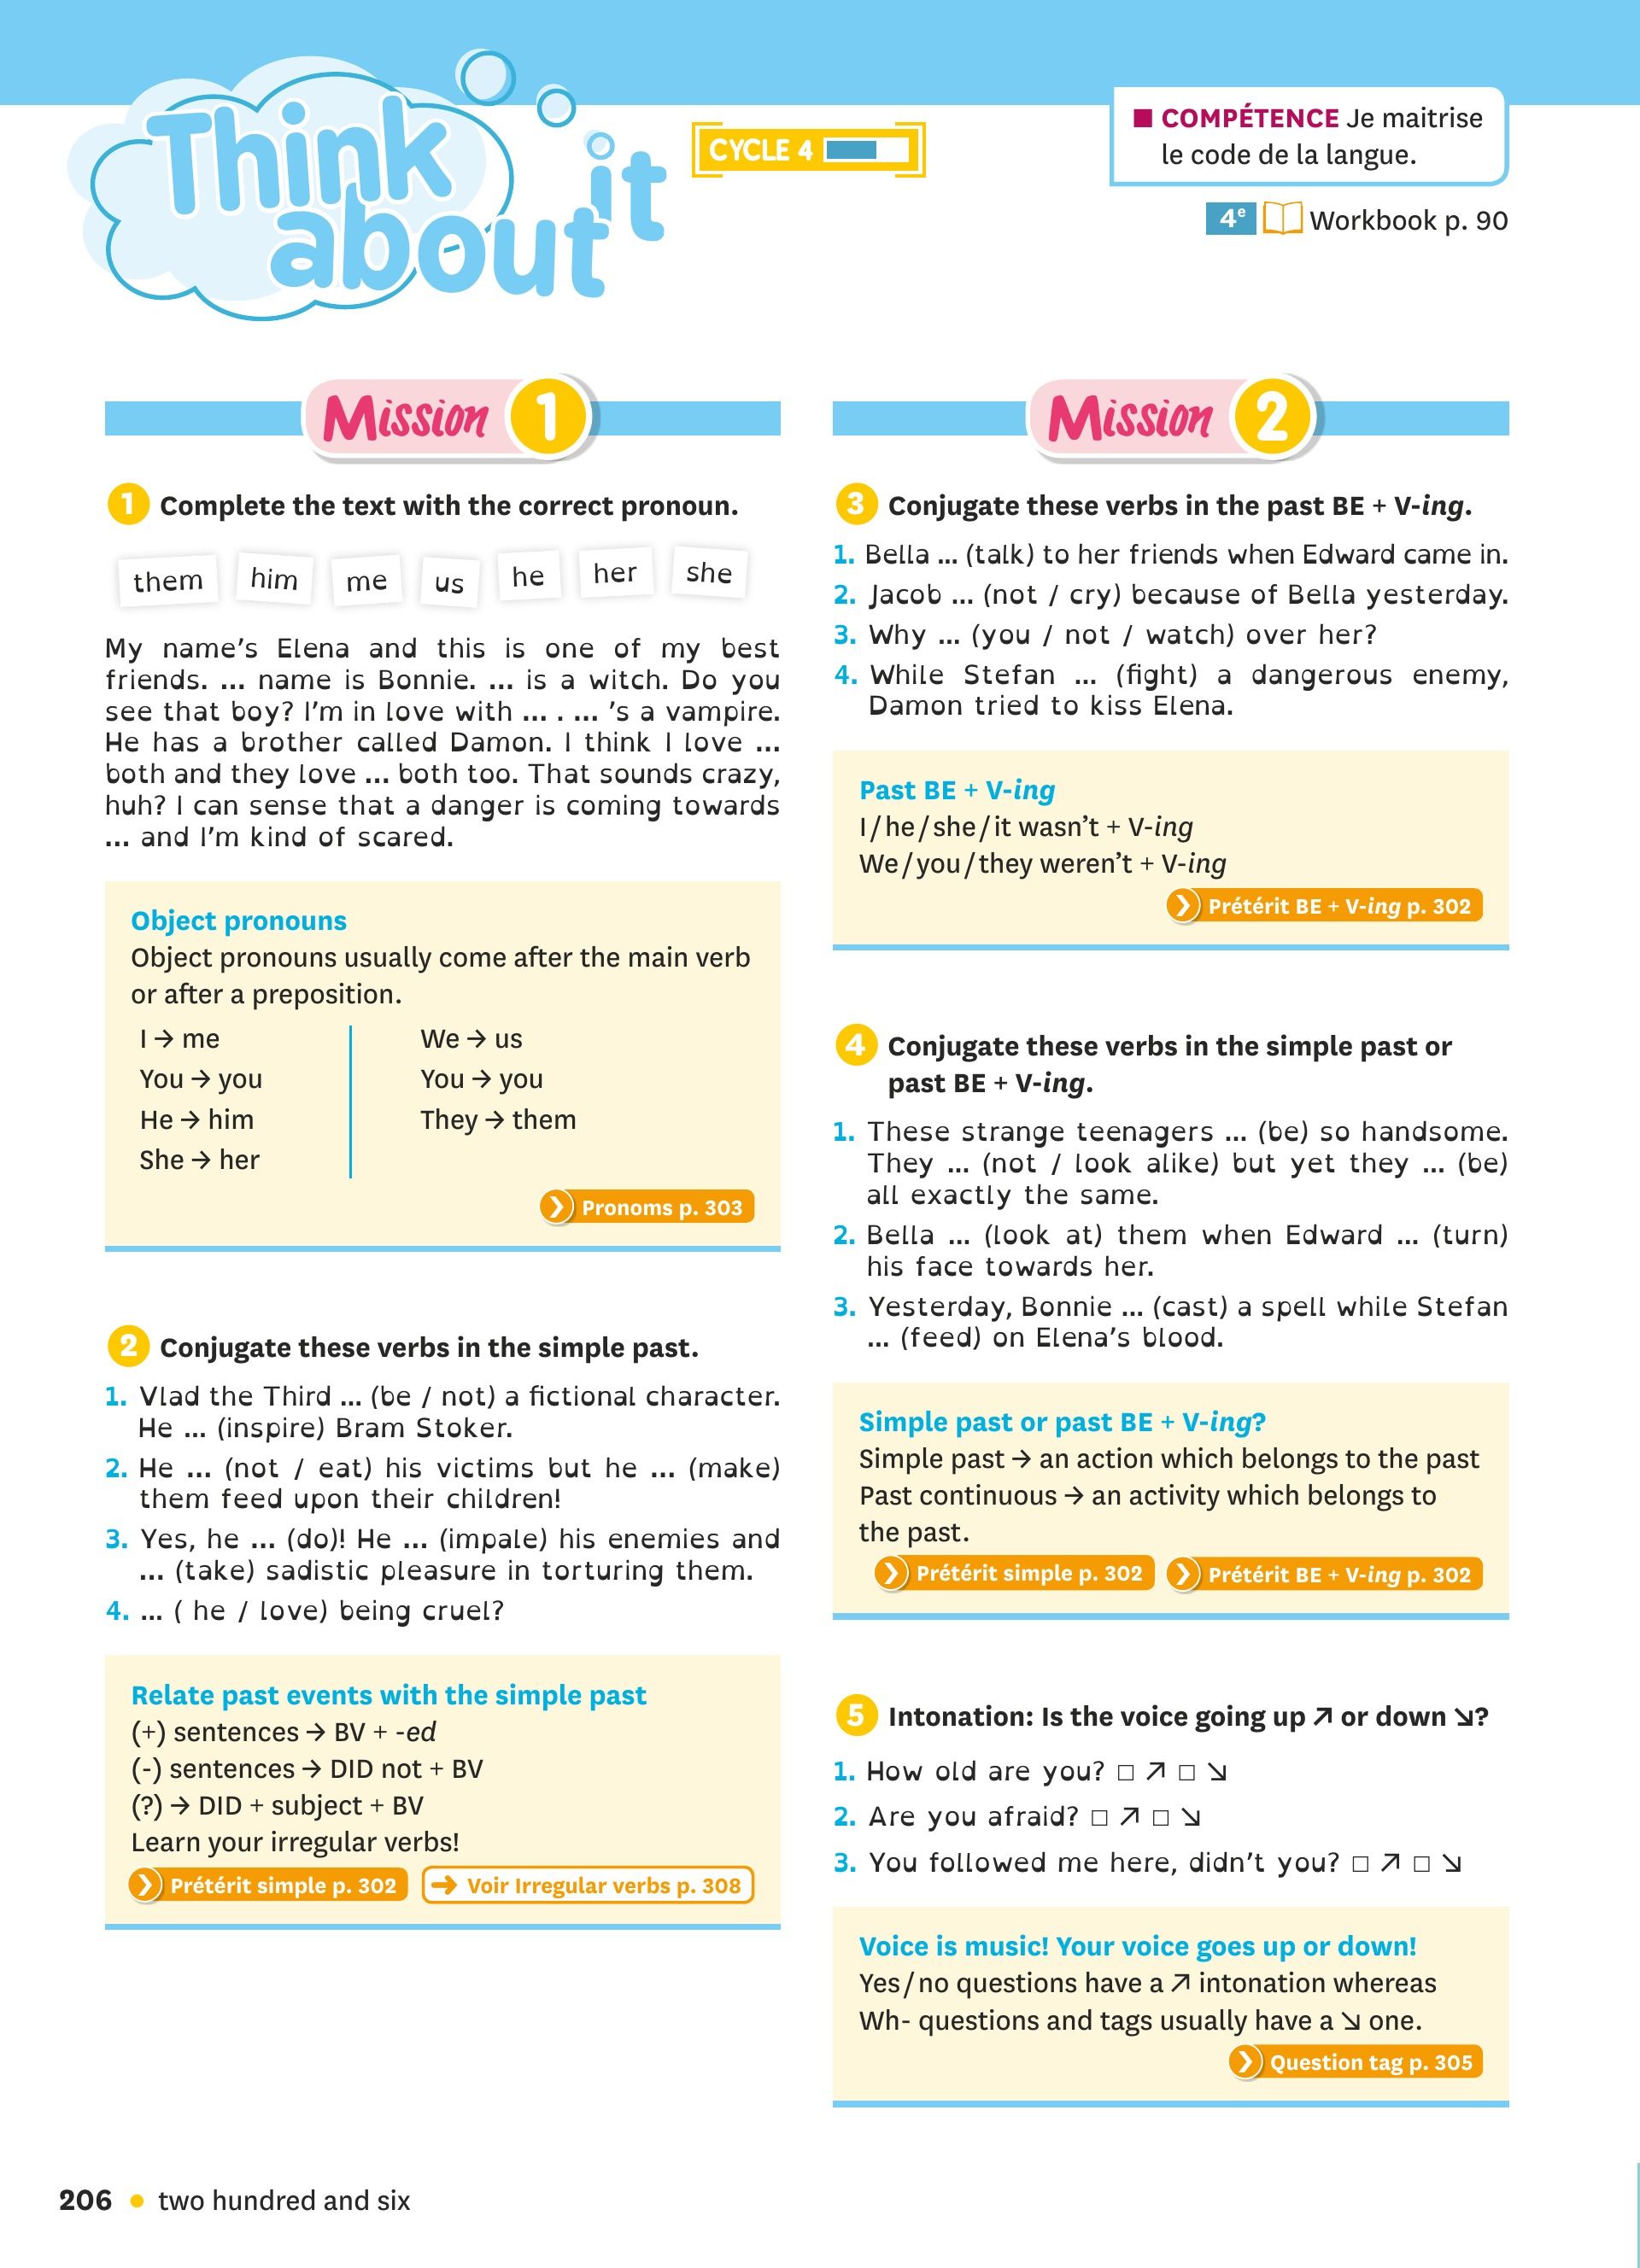 Think
about it
CYCLE 4
■ COMPÉTENCE Je maitrise
le code de la langue.
4e Workbook p. 90
Mission 1
1 Complete the text with the correct pronoun.
them him me us he her she
My name's Elena and this is one of my best
friends. ... name is Bonnie. ... is a witch. Do you
see that boy? I'm in love with ... . ... 's a vampire.
He has a brother called Damon. I think I love ...
both and they love ... both too. That sounds crazy,
huh? I can sense that a danger is coming towards
... and I'm kind of scared.
Object pronouns
Object pronouns usually come after the main verb
or after a preposition.
I → me
You → you
He → him
She → her
We → us
You → you
They → them
Pronoms p. 303
2 Conjugate these verbs in the simple past.
1. Vlad the Third ... (be / not) a fictional character.
He ... (inspire) Bram Stoker.
2. He ... (not / eat) his victims but he ... (make)
them feed upon their children!
3. Yes, he ... (do)! He ... (impale) his enemies and
... (take) sadistic pleasure in torturing them.
4. ... ( he / love) being cruel?
Relate past events with the simple past
(+) sentences → BV + -ed
(-) sentences → DID not + BV
(?) → DID + subject + BV
Learn your irregular verbs!
Prétérit simple p. 302 → Voir Irregular verbs p. 308
Mission 2
3 Conjugate these verbs in the past BE + V-ing.
1. Bella ... (talk) to her friends when Edward came in.
2. Jacob ... (not / cry) because of Bella yesterday.
3. Why ... (you / not / watch) over her?
4. While Stefan ... (fight) a dangerous enemy,
Damon tried to kiss Elena.
Past BE + V-ing
I/he/she/it wasn't + V-ing
We/you/they weren't + V-ing
Prétérit BE + V-ing p. 302
4 Conjugate these verbs in the simple past or
past BE + V-ing.
1. These strange teenagers ... (be) so handsome.
They ... (not / look alike) but yet they ... (be)
all exactly the same.
2. Bella ... (look at) them when Edward ... (turn)
his face towards her.
3. Yesterday, Bonnie ... (cast) a spell while Stefan
... (feed) on Elena's blood.
Simple past or past BE + V-ing?
Simple past → an action which belongs to the past
Past continuous → an activity which belongs to
the past.
Prétérit simple p. 302 Prétérit BE + V-ing p. 302
5 Intonation: Is the voice going up ↗ or down ↘?
1. How old are you? □ ↗ □ ↘
2. Are you afraid? □ ↗ □ ↘
3. You followed me here, didn't you? □ ↗ □ ↘
Voice is music! Your voice goes up or down!
Yes/no questions have a ↗ intonation whereas
Wh- questions and tags usually have a ↘ one.
Question tag p. 305
206 • two hundred and six